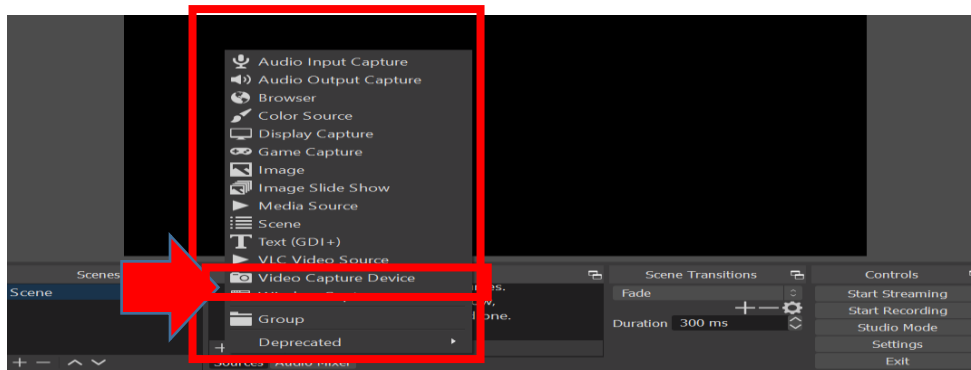 Audio Input Capture
Audio Output Capture
Browser
Color Source
Display Capture
Game Capture
Image
Image Slide Show
Media Source
Scene
Text (GDI+)
VLC Video Source
Video Capture Device
Group
Deprecated
Scenes
Scene
Sources Audio Mixer
Scene Transitions
Fade
Duration 300 ms
Controls
Start Streaming
Start Recording
Studio Mode
Settings
Exit